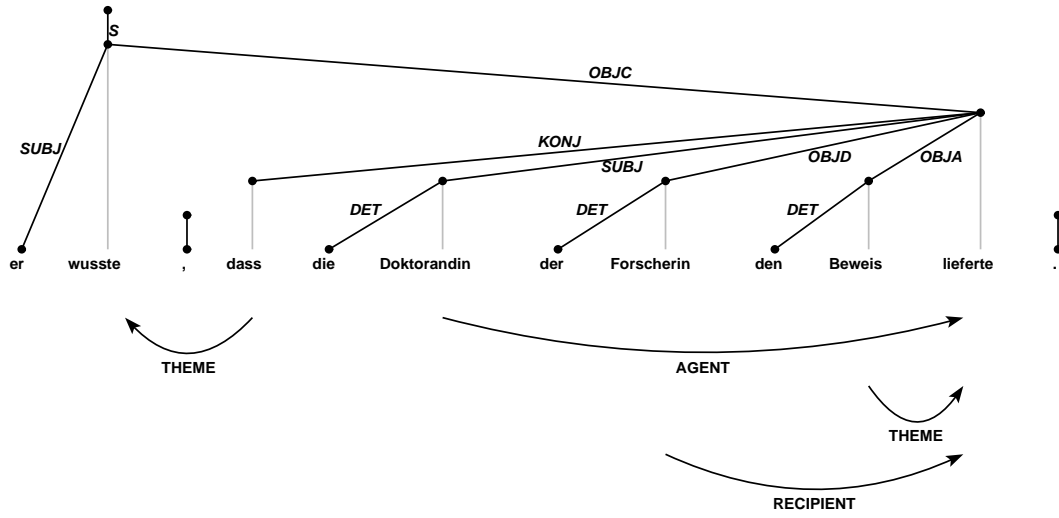 S
OBJC
SUBJ
KONJ
SUBJ
OBJD
OBJA
DET
DET
DET
er wusste , dass die Doktorandin der Forscherin den Beweis lieferte .
THEME
AGENT
THEME
RECIPIENT